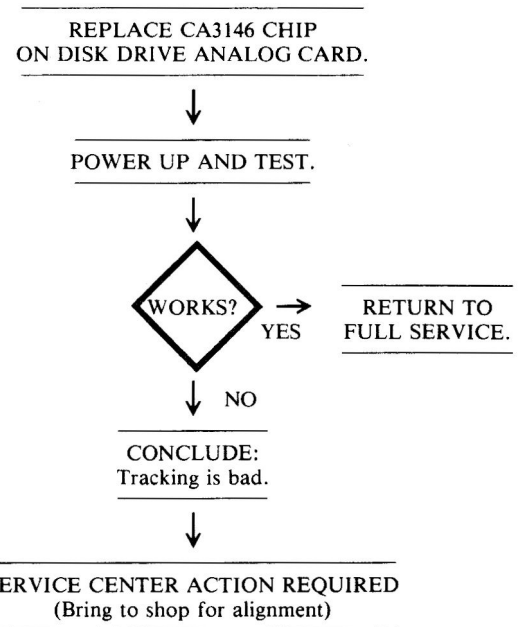 REPLACE CA3146 CHIP
ON DISK DRIVE ANALOG CARD.
POWER UP AND TEST.
WORKS?
YES
RETURN TO
FULL SERVICE.
NO
CONCLUDE:
Tracking is bad.
ERVICE CENTER ACTION REQUIRED
(Bring to shop for alignment)